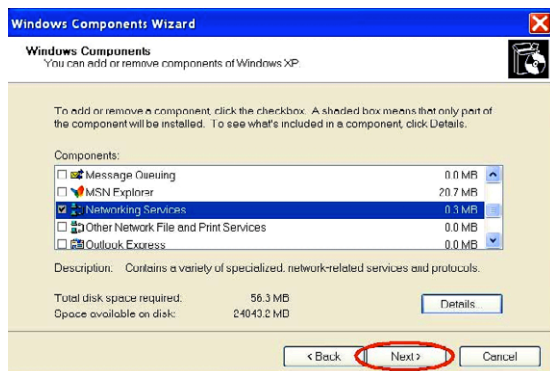 Windows Components Wizard
Windows Components
You can add or remove components of Windows XP.
To add or remove a component, click the checkbox. A shaded box means that only part of
the component will be installed. To see what's included in a component, click Details.
Components:
Message Queuing 0.0 MB
MSN Explorer 20.7 MB
Networking Services 0.3 MB
Other Network File and Print Services 0.0 MB
Outlook Express 0.0 MB
Description: Contains a variety of specialized, network-related services and protocols.
Total disk space required: 56.3 MB
Space available on disk: 24043.2 MB
Details...
< Back Next > Cancel